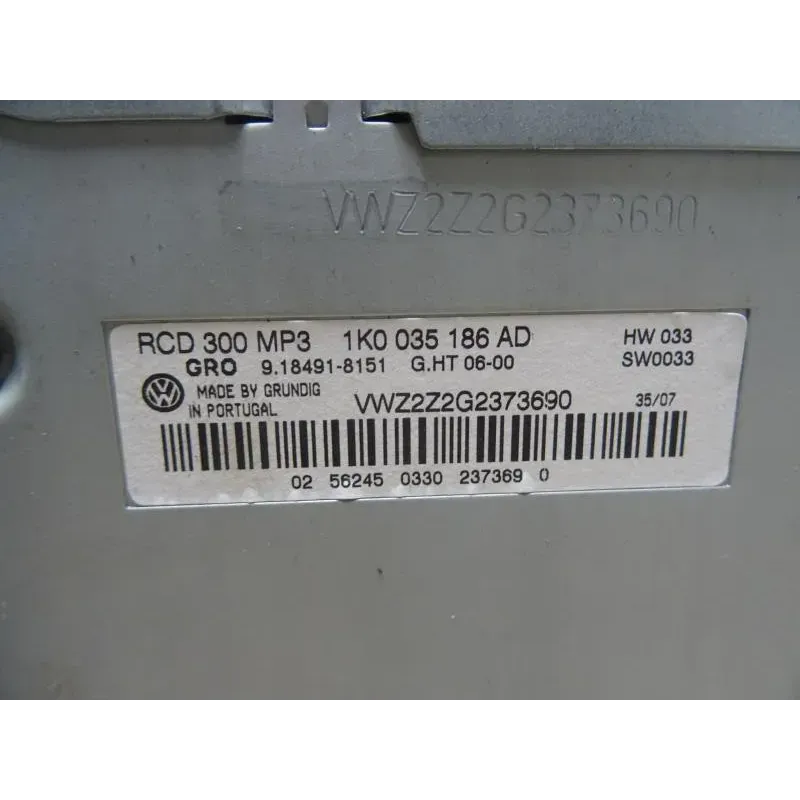 VWZ2Z2G2373690
RCD 300 MP3 1K0 035 186 AD HW 033
GRO 9.18491-8151 G.HT 06-00 SW0033
MADE BY GRUNDIG
IN PORTUGAL
VWZ2Z2G2373690 35/07
02 56245 0330 237369 0